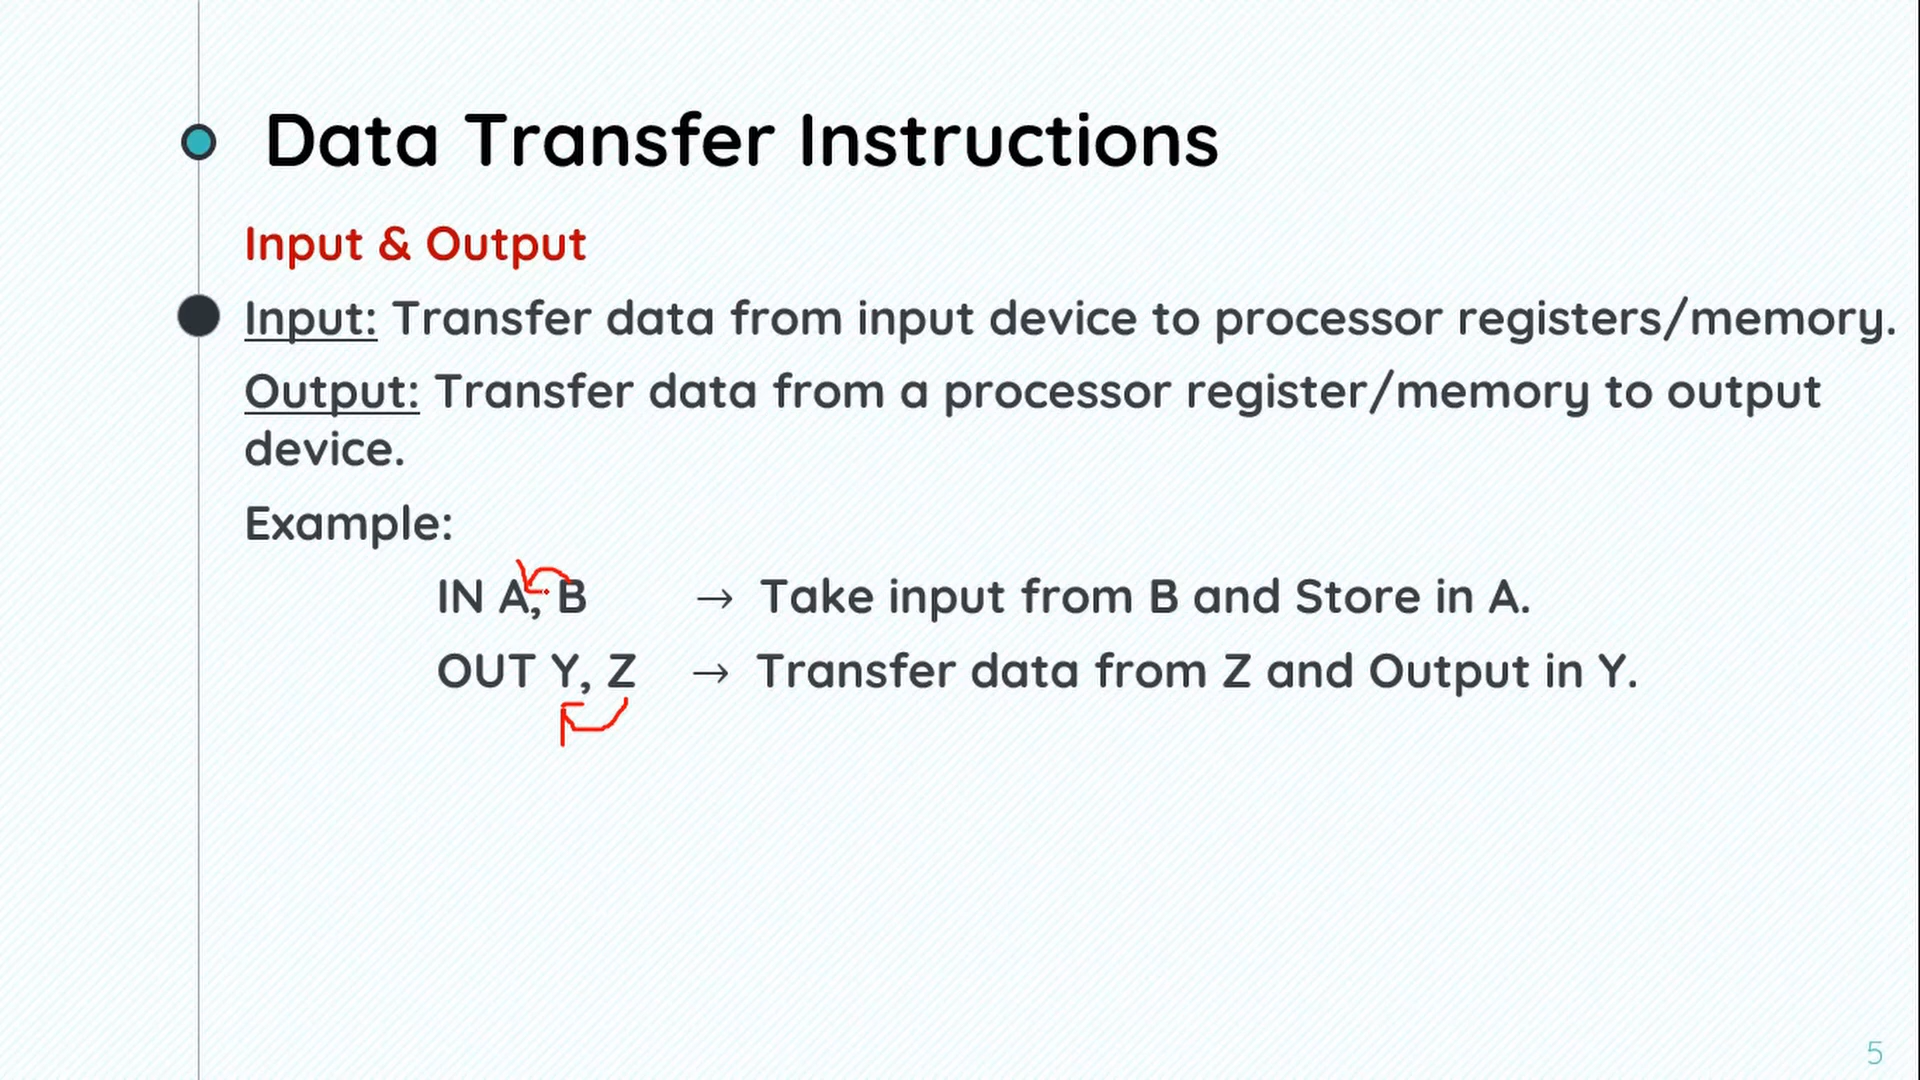 Data Transfer Instructions
Input & Output
Input: Transfer data from input device to processor registers/memory.
Output: Transfer data from a processor register/memory to output
device.
Example:
IN A, B → Take input from B and Store in A.
OUT Y, Z → Transfer data from Z and Output in Y.
5